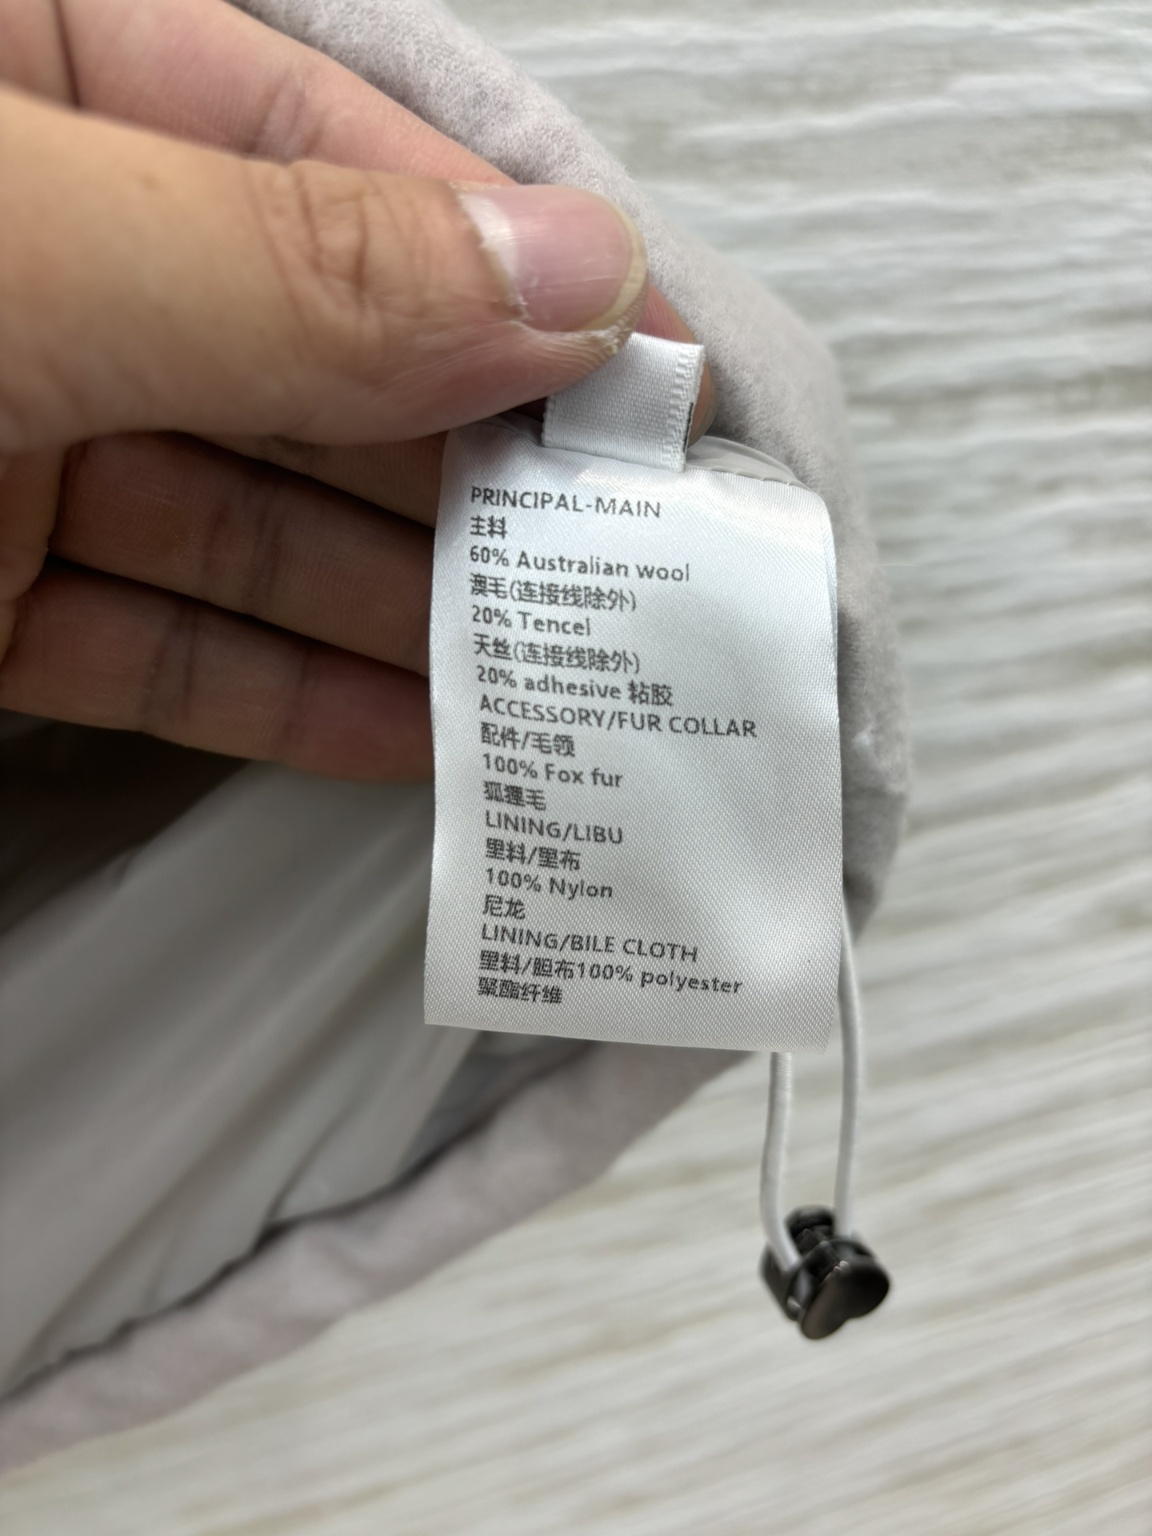 PRINCIPAL-MAIN
主料
60% Australian wool
澳毛(连接线除外)
20% Tencel
天丝(连接线除外)
20% adhesive 粘胶
ACCESSORY/FUR COLLAR
配件/毛领
100% Fox fur
狐狸毛
LINING/LIBU
里料/里布
100% Nylon
尼龙
LINING/BILE CLOTH
里料/胆布100% polyester
聚酯纤维